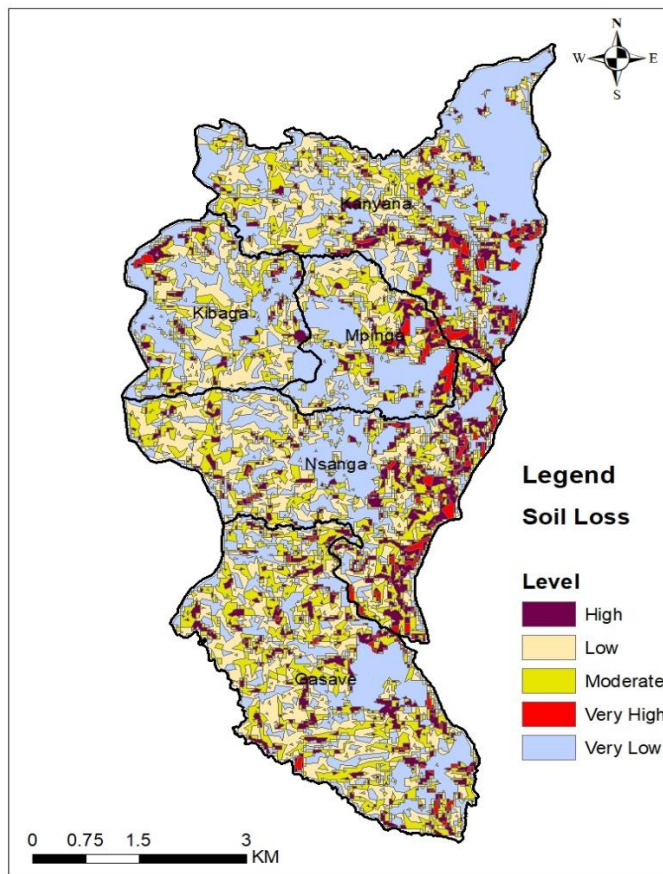 N
W E
S
Kanyana
Kibaga
Mpinga
Nsanga
Legend
Soil Loss
Level
High
Low
Moderate
Very High
Very Low
Gasave
0 0.75 1.5 3
KM